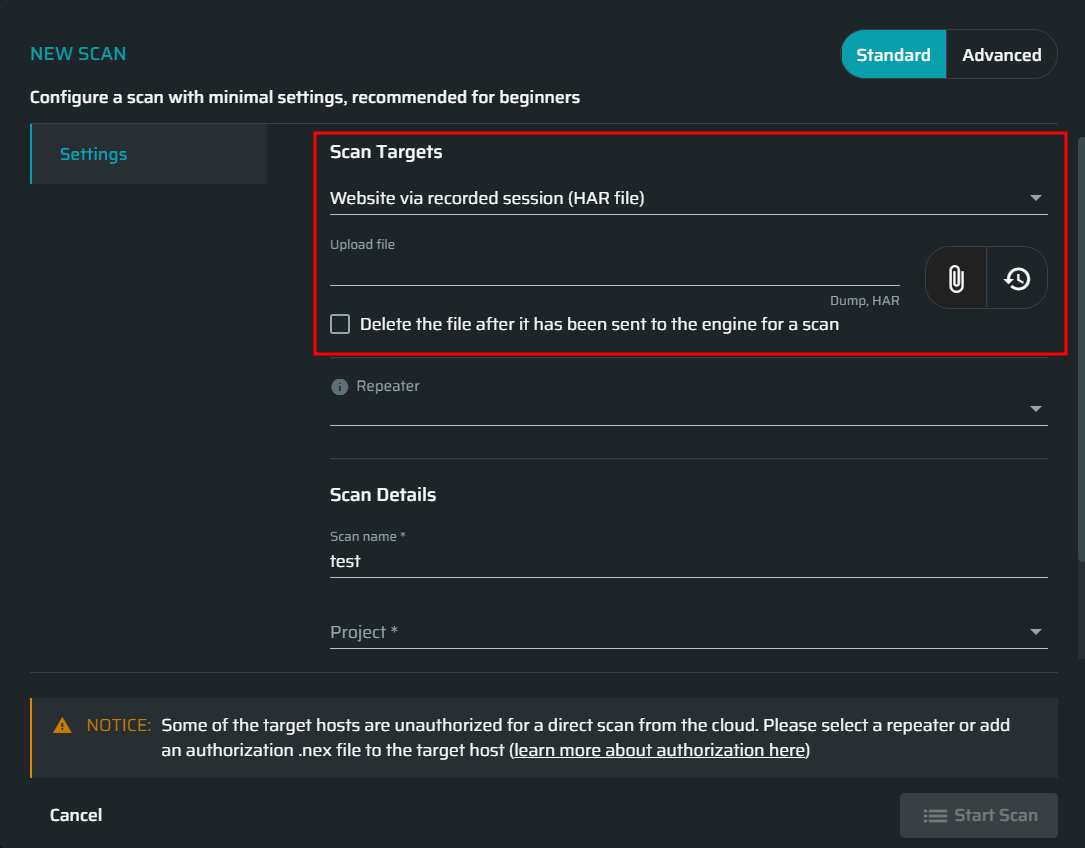 NEW SCAN
Standard
Advanced
Configure a scan with minimal settings, recommended for beginners
Settings
Scan Targets
Website via recorded session (HAR file)
Upload file
Dump, HAR
Delete the file after it has been sent to the engine for a scan
Repeater
Scan Details
Scan name *
test
Project *
NOTICE: Some of the target hosts are unauthorized for a direct scan from the cloud. Please select a repeater or add
an authorization .nex file to the target host (learn more about authorization here)
Cancel
Start Scan